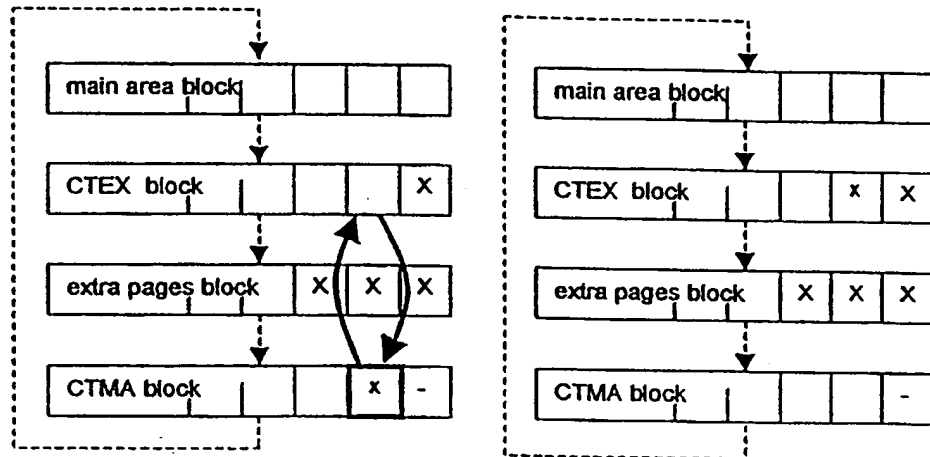 main area block
CTEX block X
extra pages block X X X
CTMA block x -
main area block
CTEX block x X
extra pages block X X X
CTMA block -